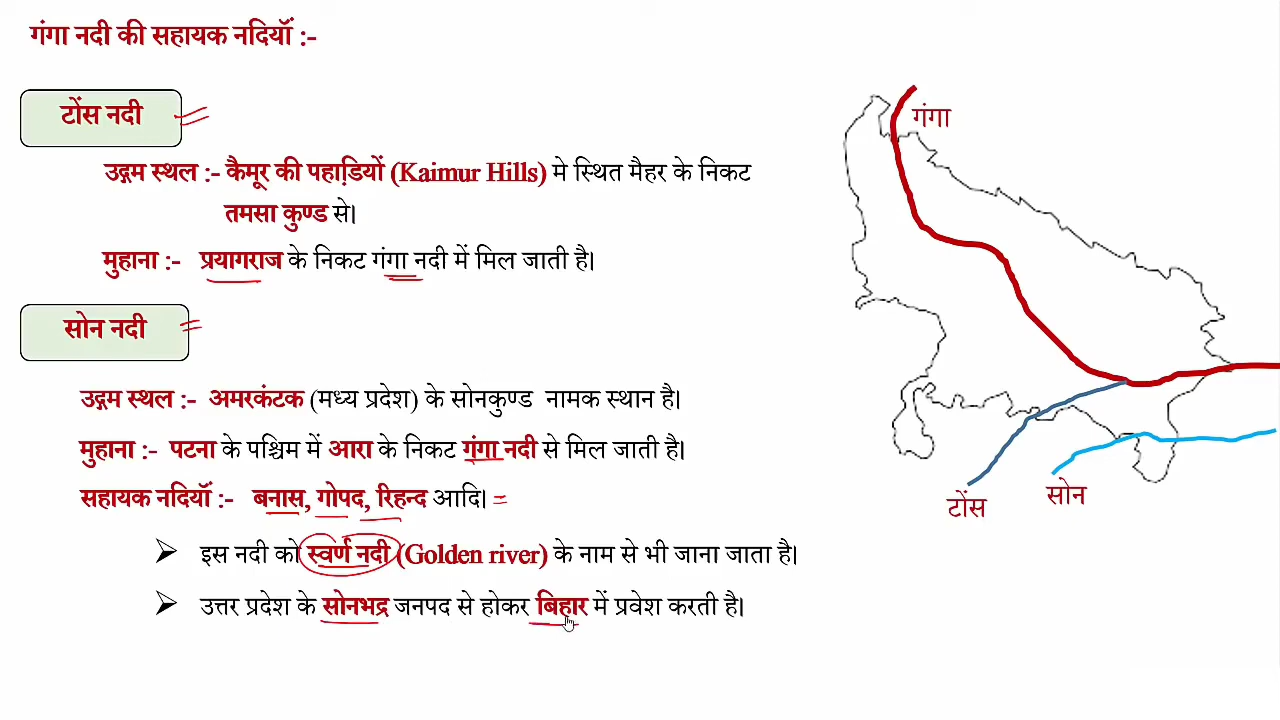 गंगा नदी की सहायक नदियाॅं :-
टोंस नदी
उद्गम स्थल :- कैमूर की पहाडि़यों (Kaimur Hills) मे स्थित मैहर के निकट
तमसा कुण्ड से।
मुहाना :- प्रयागराज के निकट गंगा नदी में मिल जाती है।
सोन नदी
उद्गम स्थल :- अमरकंटक (मध्य प्रदेश) के सोनकुण्ड नामक स्थान है।
मुहाना :- पटना के पश्चिम में आरा के निकट गंगा नदी से मिल जाती है।
सहायक नदियाॅं :- बनास, गोपद, रिहन्द आदि।
➢ इस नदी को स्वर्ण नदी (Golden river) के नाम से भी जाना जाता है।
➢ उत्तर प्रदेश के सोनभद्र जनपद से होकर बिहार में प्रवेश करती है।
गंगा
टोंस
सोन